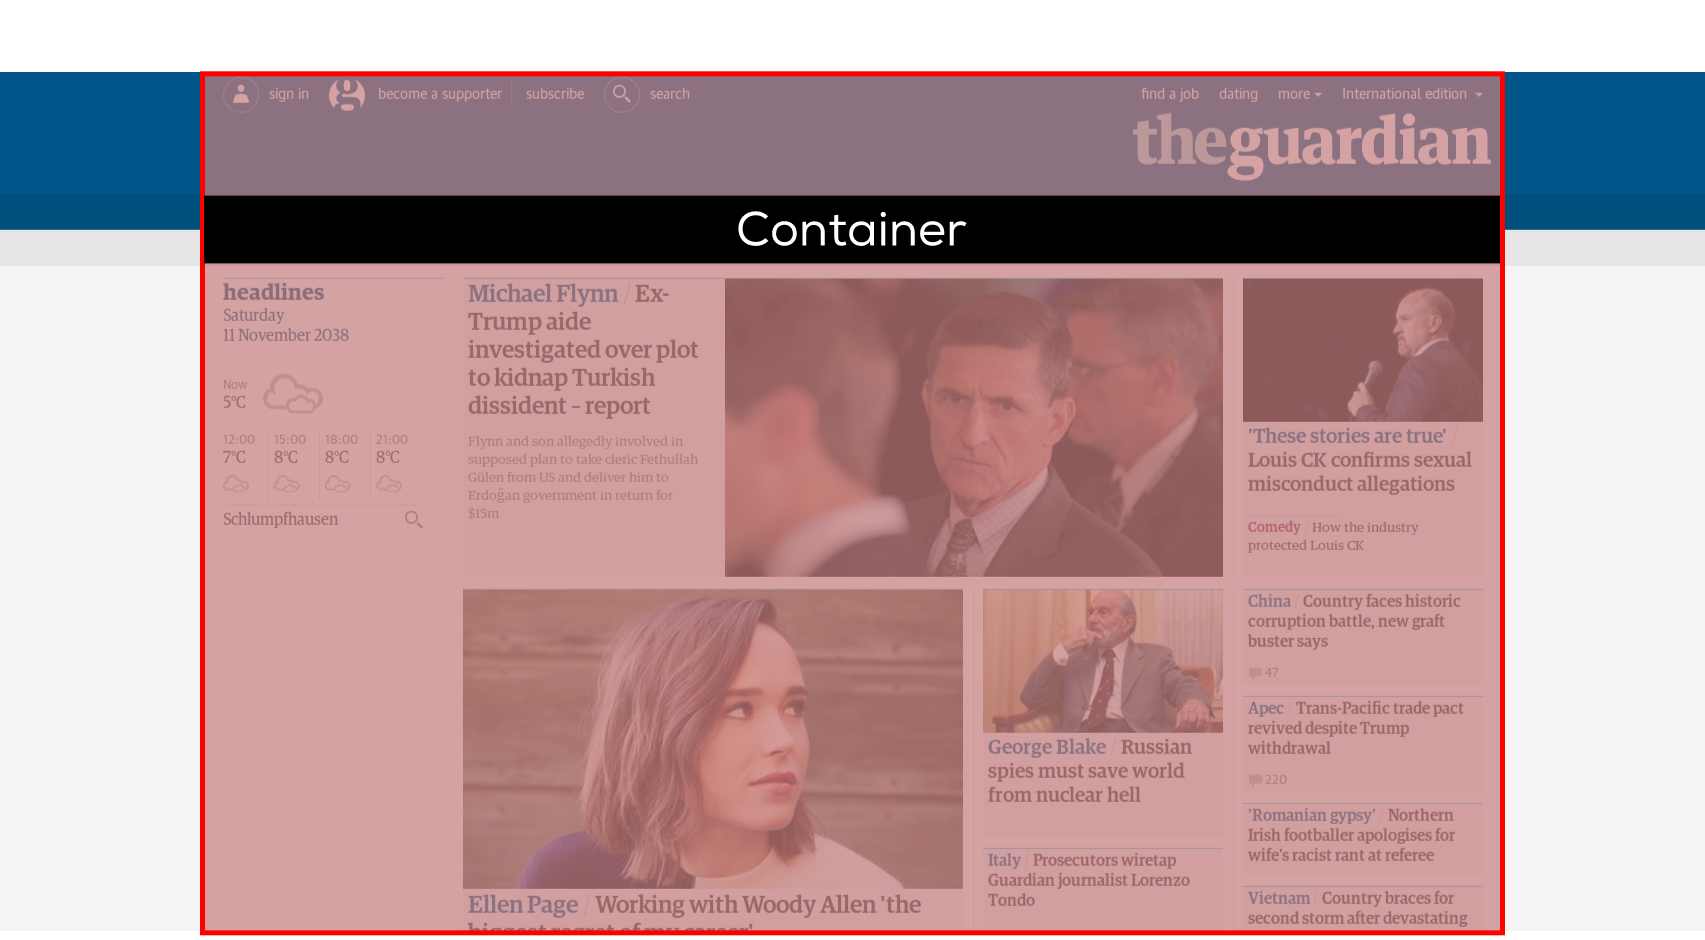 sign in
become a supporter
subscribe
search
find a job
dating
more
International edition
theguardian
Container
headlines
Saturday
11 November 2038
Now
5°C
12:00 15:00 18:00 21:00
7°C 8°C 8°C 8°C
Schlumpfhausen
Michael Flynn / Ex-
Trump aide
investigated over plot
to kidnap Turkish
dissident – report
Flynn and son allegedly involved in
supposed plan to take cleric Fethullah
Gülen from US and deliver him to
Erdoğan government in return for
$15m
'These stories are true' /
Louis CK confirms sexual
misconduct allegations
Comedy / How the industry
protected Louis CK
Ellen Page / Working with Woody Allen 'the
biggest regret of my career'
George Blake / Russian
spies must save world
from nuclear hell
Italy / Prosecutors wiretap
Guardian journalist Lorenzo
Tondo
China / Country faces historic
corruption battle, new graft
buster says
47
Apec / Trans-Pacific trade pact
revived despite Trump
withdrawal
220
'Romanian gypsy' / Northern
Irish footballer apologises for
wife's racist rant at referee
Vietnam / Country braces for
second storm after devastating